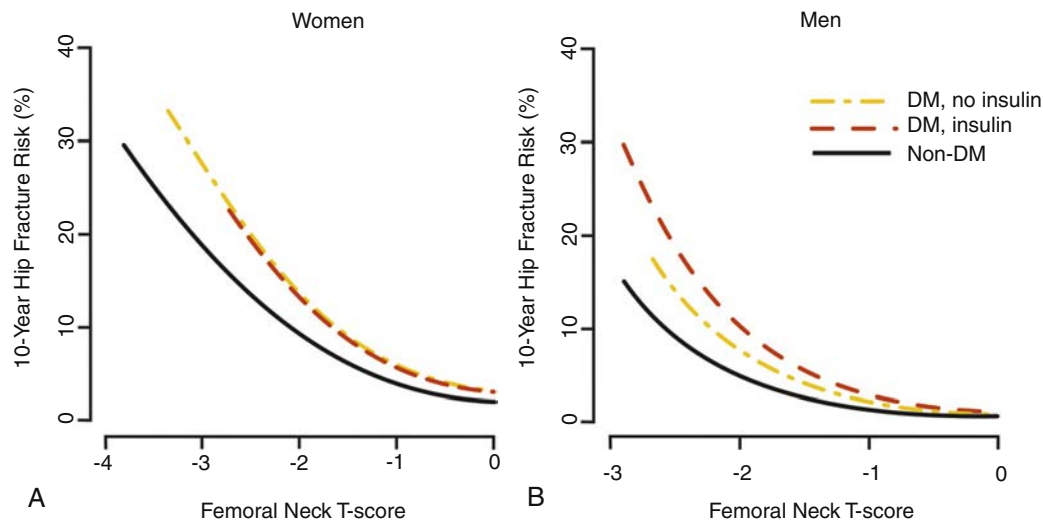 Women
10-Year Hip Fracture Risk (%)
40
30
20
10
0
-4 -3 -2 -1 0
A
Femoral Neck T-score
Men
10-Year Hip Fracture Risk (%)
40
30
20
10
0
DM, no insulin
DM, insulin
Non-DM
-3 -2 -1 0
B
Femoral Neck T-score